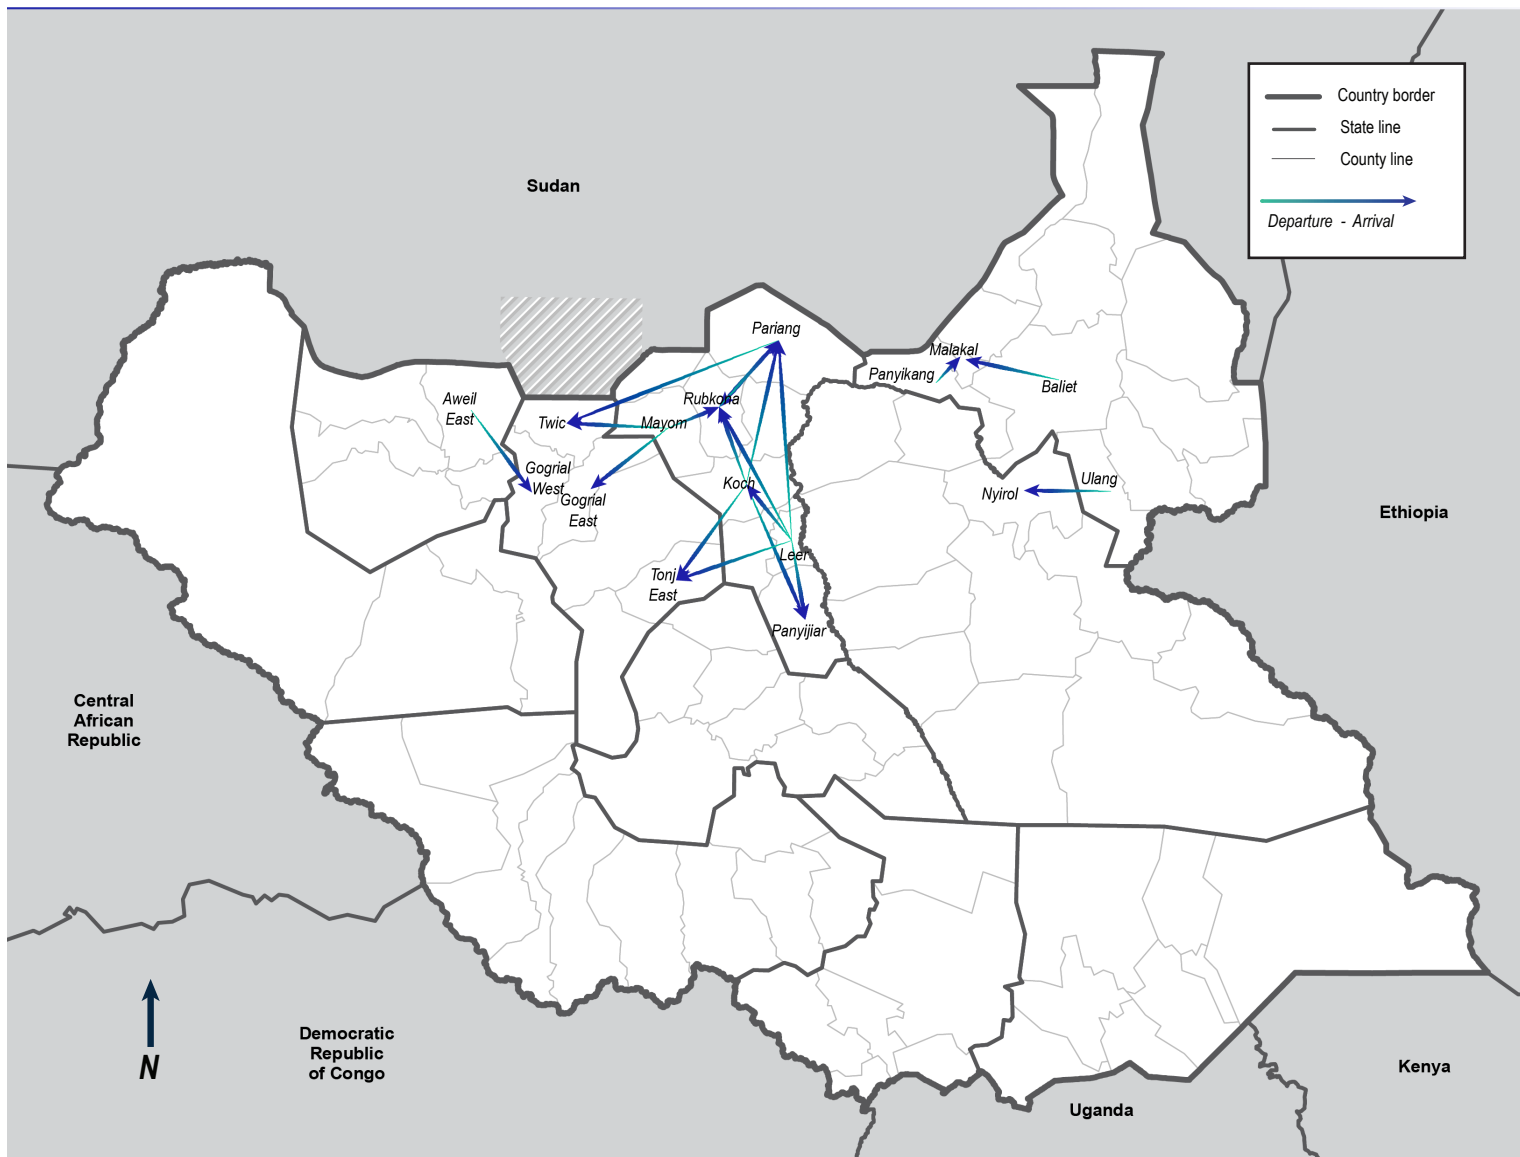 Country border
State line
County line
Departure - Arrival
Sudan
Pariang
Malakal
Panyikang
Baliet
Aweil
East
Twic
Mayom
Rubkona
Gogrial
West
Gogrial
East
Koch
Nyirol
Ulang
Ethiopia
Leer
Tonj
East
Panyijiar
Central
African
Republic
N
Democratic
Republic
of Congo
Uganda
Kenya